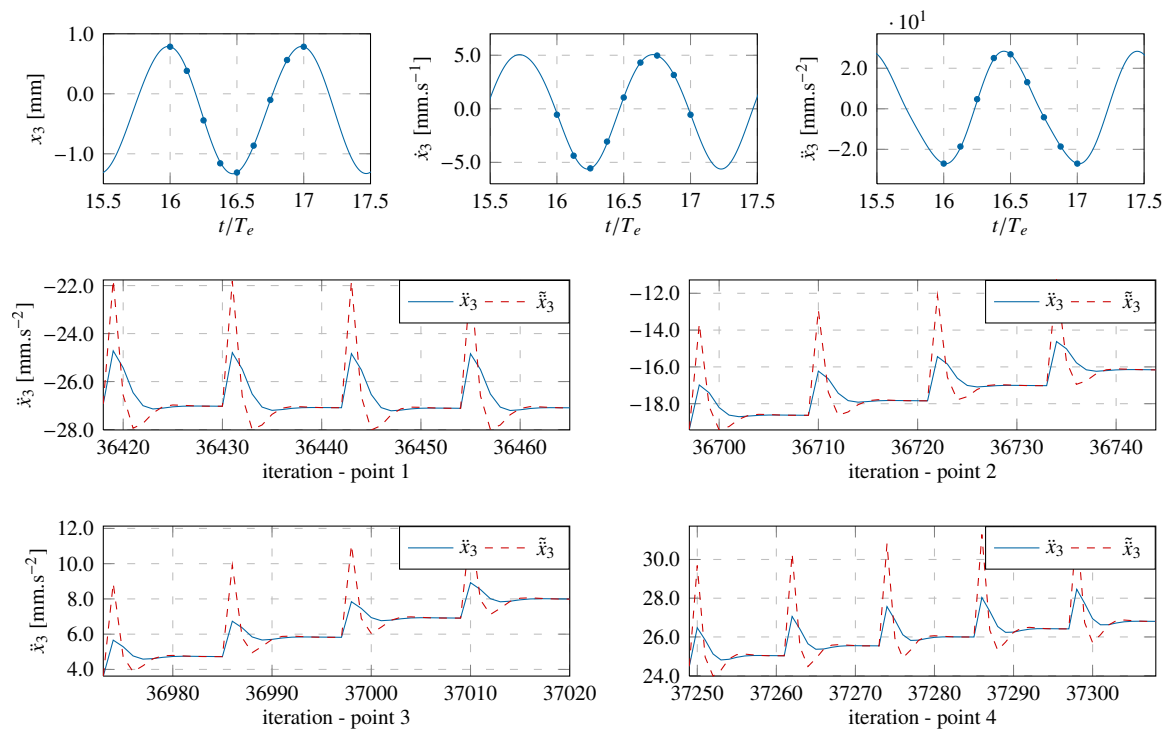 · 10¹
1.0
0.0
−1.0
x₃ [mm]
15.5 16 16.5 17 17.5
t/Tₑ
5.0
0.0
−5.0
ẋ₃ [mm.s⁻¹]
15.5 16 16.5 17 17.5
t/Tₑ
2.0
0.0
−2.0
ẍ₃ [mm.s⁻²]
15.5 16 16.5 17 17.5
t/Tₑ
−22.0
−24.0
−26.0
−28.0
ẍ₃ [mm.s⁻²]
ẍ₃ x̃̈₃
36420 36430 36440 36450 36460
iteration - point 1
−12.0
−14.0
−16.0
−18.0
ẍ₃ x̃̈₃
36700 36710 36720 36730 36740
iteration - point 2
12.0
10.0
8.0
6.0
4.0
ẍ₃ [mm.s⁻²]
ẍ₃ x̃̈₃
36980 36990 37000 37010 37020
iteration - point 3
30.0
28.0
26.0
24.0
ẍ₃ x̃̈₃
37250 37260 37270 37280 37290 37300
iteration - point 4